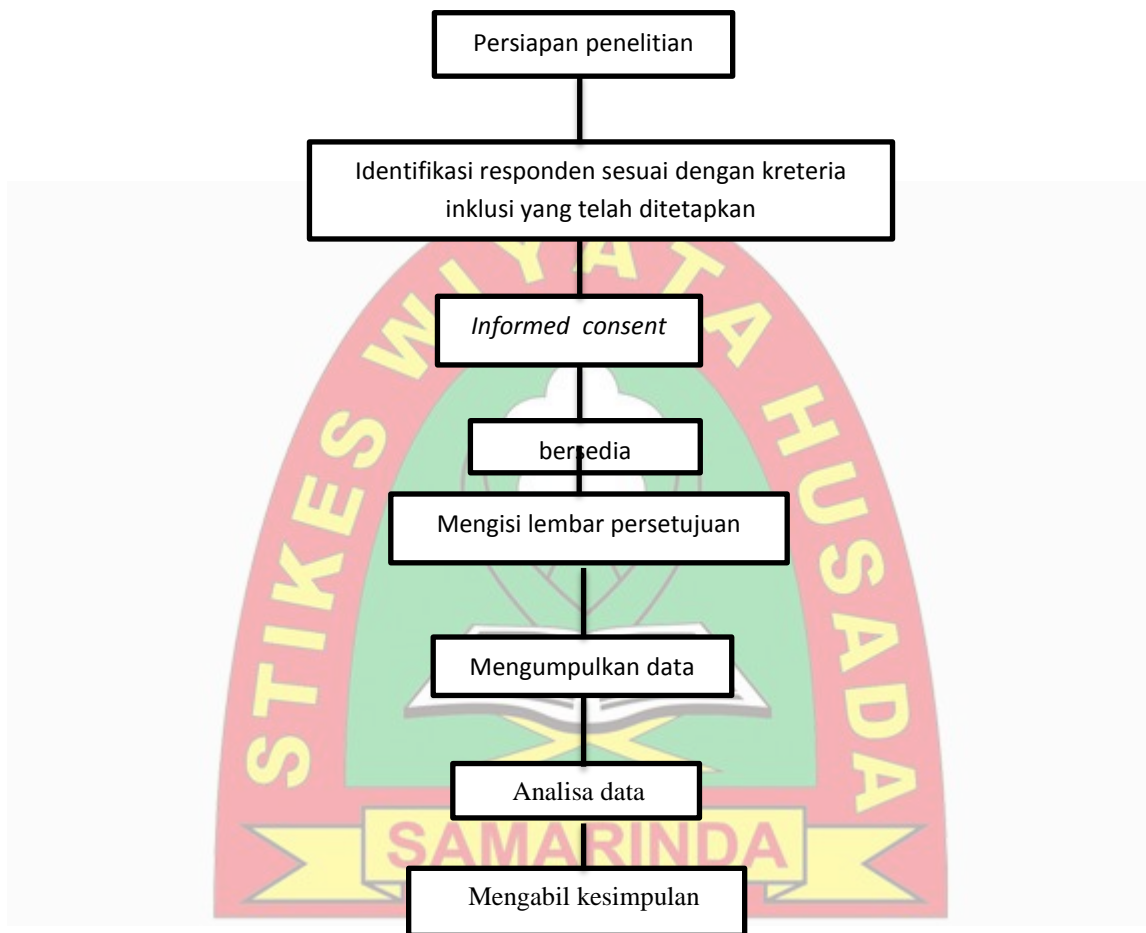 Persiapan penelitian
Identifikasi responden sesuai dengan kreteria
inklusi yang telah ditetapkan
Informed consent
bersedia
Mengisi lembar persetujuan
Mengumpulkan data
Analisa data
Mengabil kesimpulan
STIKES WIYATA HUSADA
SAMARINDA